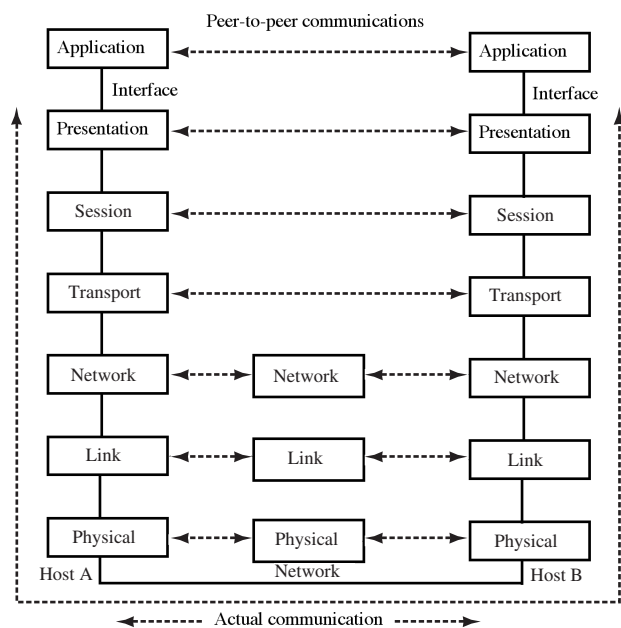 Peer-to-peer communications
Application
Application
Interface
Interface
Presentation
Presentation
Session
Session
Transport
Transport
Network
Network
Network
Link
Link
Link
Physical
Physical
Physical
Host A
Network
Host B
Actual communication